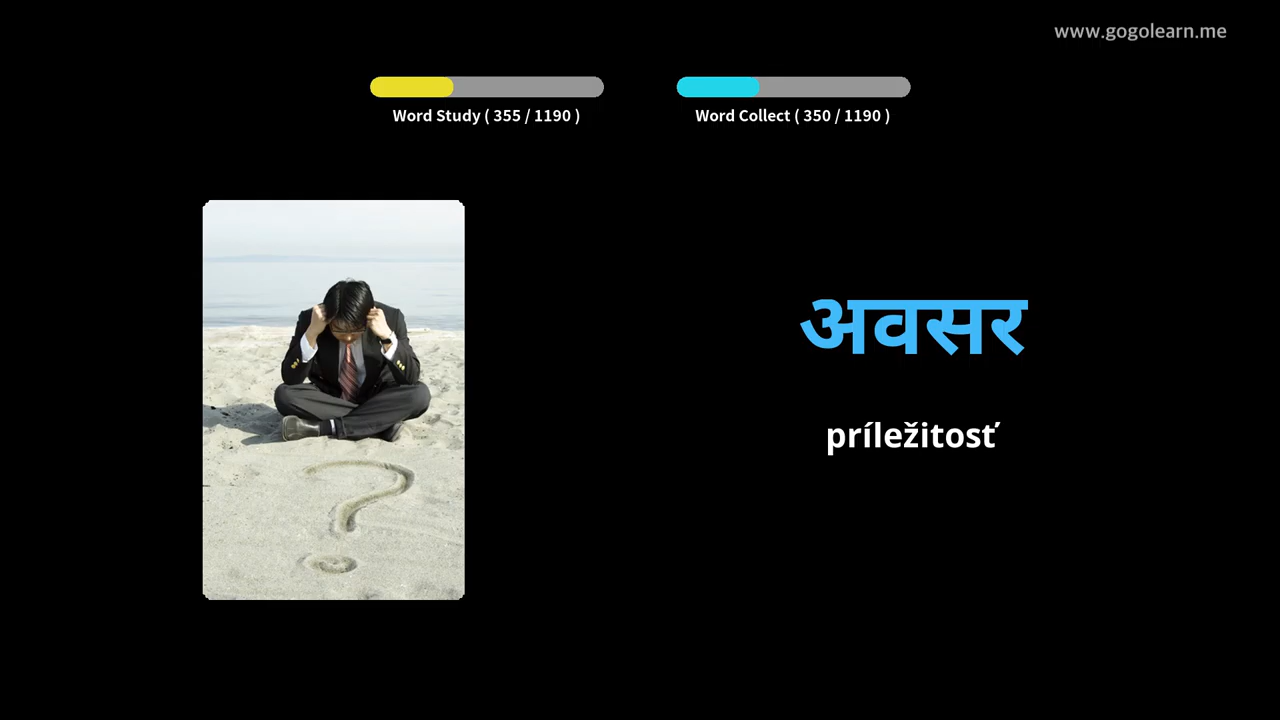 www.gogolearn.me
Word Study ( 355 / 1190 )
Word Collect ( 350 / 1190 )
?
अवसर
príležitosť